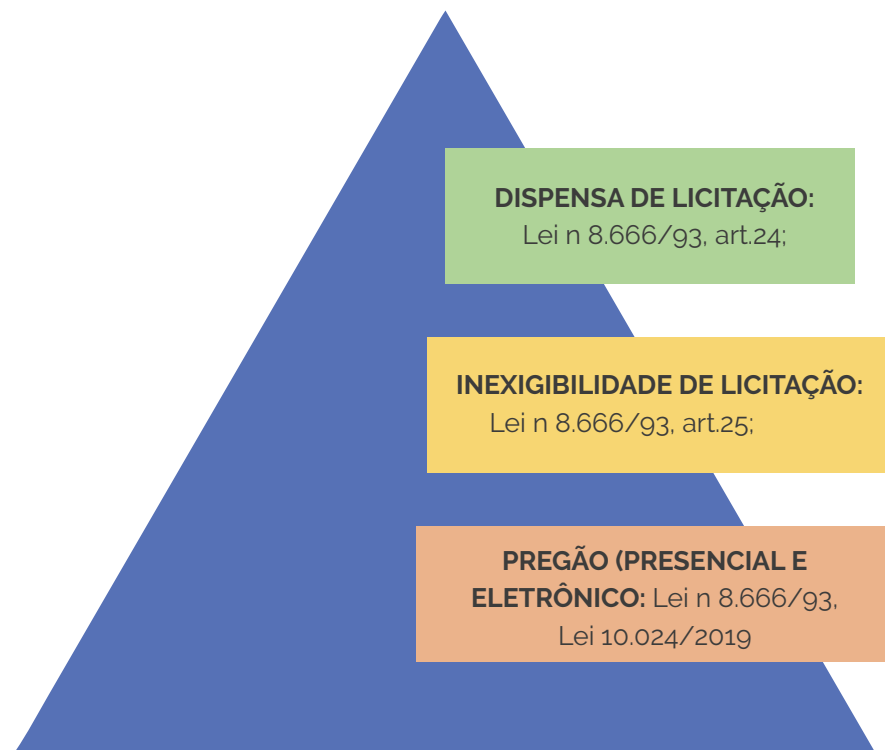 DISPENSA DE LICITAÇÃO:
Lei n 8.666/93, art.24;
INEXIGIBILIDADE DE LICITAÇÃO:
Lei n 8.666/93, art.25;
PREGÃO (PRESENCIAL E
ELETRÔNICO: Lei n 8.666/93,
Lei 10.024/2019